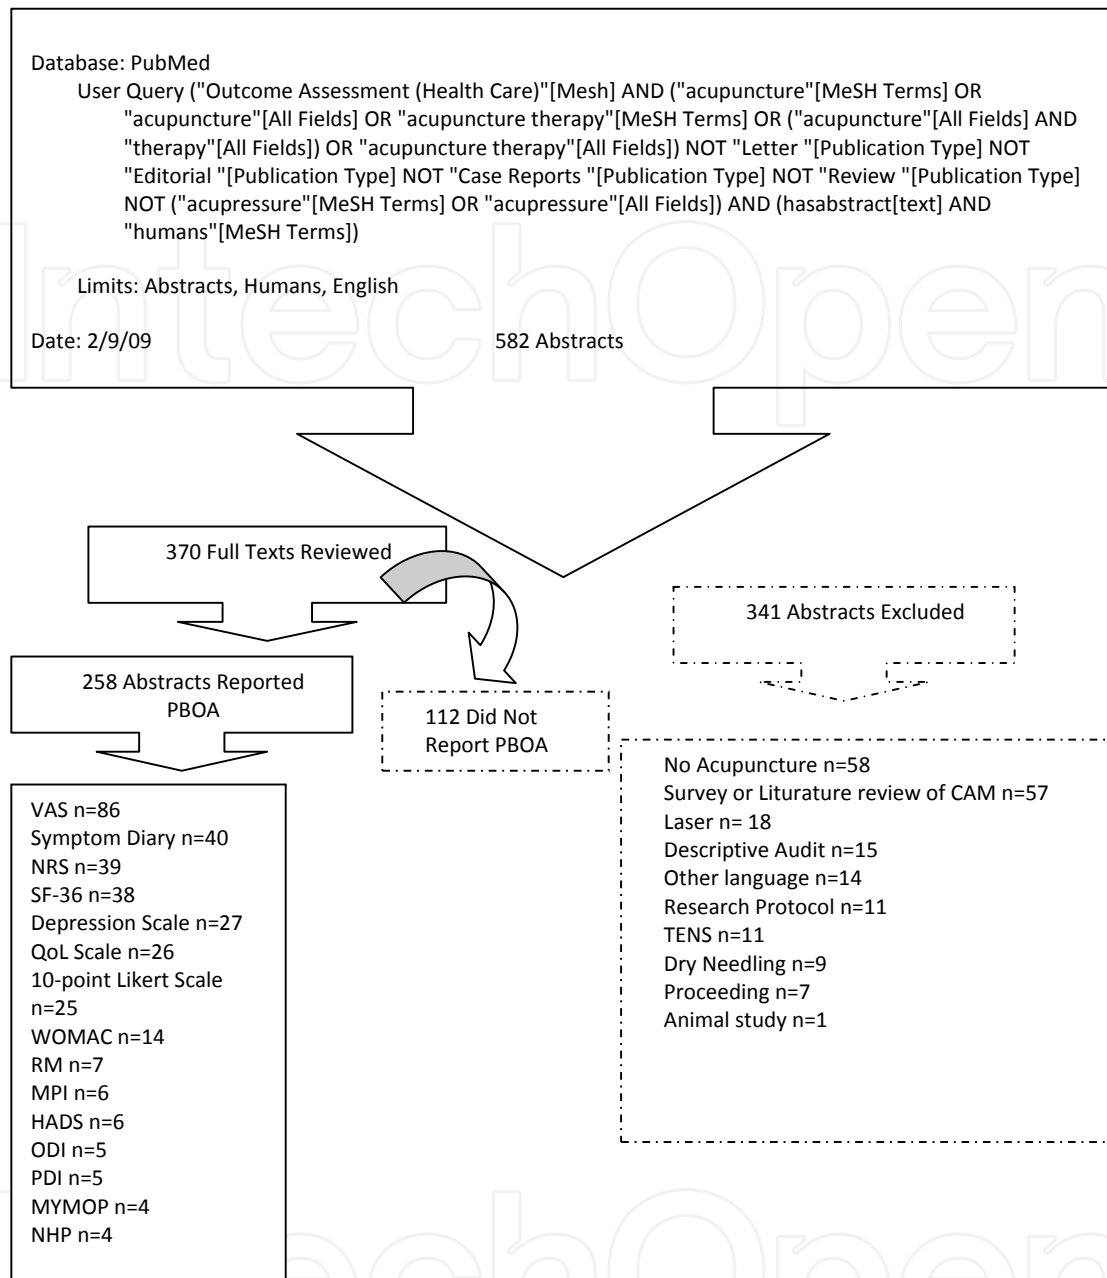 Database: PubMed
User Query ("Outcome Assessment (Health Care)"[Mesh] AND ("acupuncture"[MeSH Terms] OR
"acupuncture"[All Fields] OR "acupuncture therapy"[MeSH Terms] OR ("acupuncture"[All Fields] AND
"therapy"[All Fields]) OR "acupuncture therapy"[All Fields]) NOT "Letter "[Publication Type] NOT
"Editorial "[Publication Type] NOT "Case Reports "[Publication Type] NOT "Review "[Publication Type]
NOT ("acupressure"[MeSH Terms] OR "acupressure"[All Fields]) AND (hasabstract[text] AND
"humans"[MeSH Terms])
Limits: Abstracts, Humans, English
Date: 2/9/09 582 Abstracts
IntechOpen
370 Full Texts Reviewed
341 Abstracts Excluded
258 Abstracts Reported
PBOA
112 Did Not
Report PBOA
VAS n=86
Symptom Diary n=40
NRS n=39
SF-36 n=38
Depression Scale n=27
QoL Scale n=26
10-point Likert Scale
n=25
WOMAC n=14
RM n=7
MPI n=6
HADS n=6
ODI n=5
PDI n=5
MYMOP n=4
NHP n=4
No Acupuncture n=58
Survey or Liturature review of CAM n=57
Laser n= 18
Descriptive Audit n=15
Other language n=14
Research Protocol n=11
TENS n=11
Dry Needling n=9
Proceeding n=7
Animal study n=1
IntechOpen